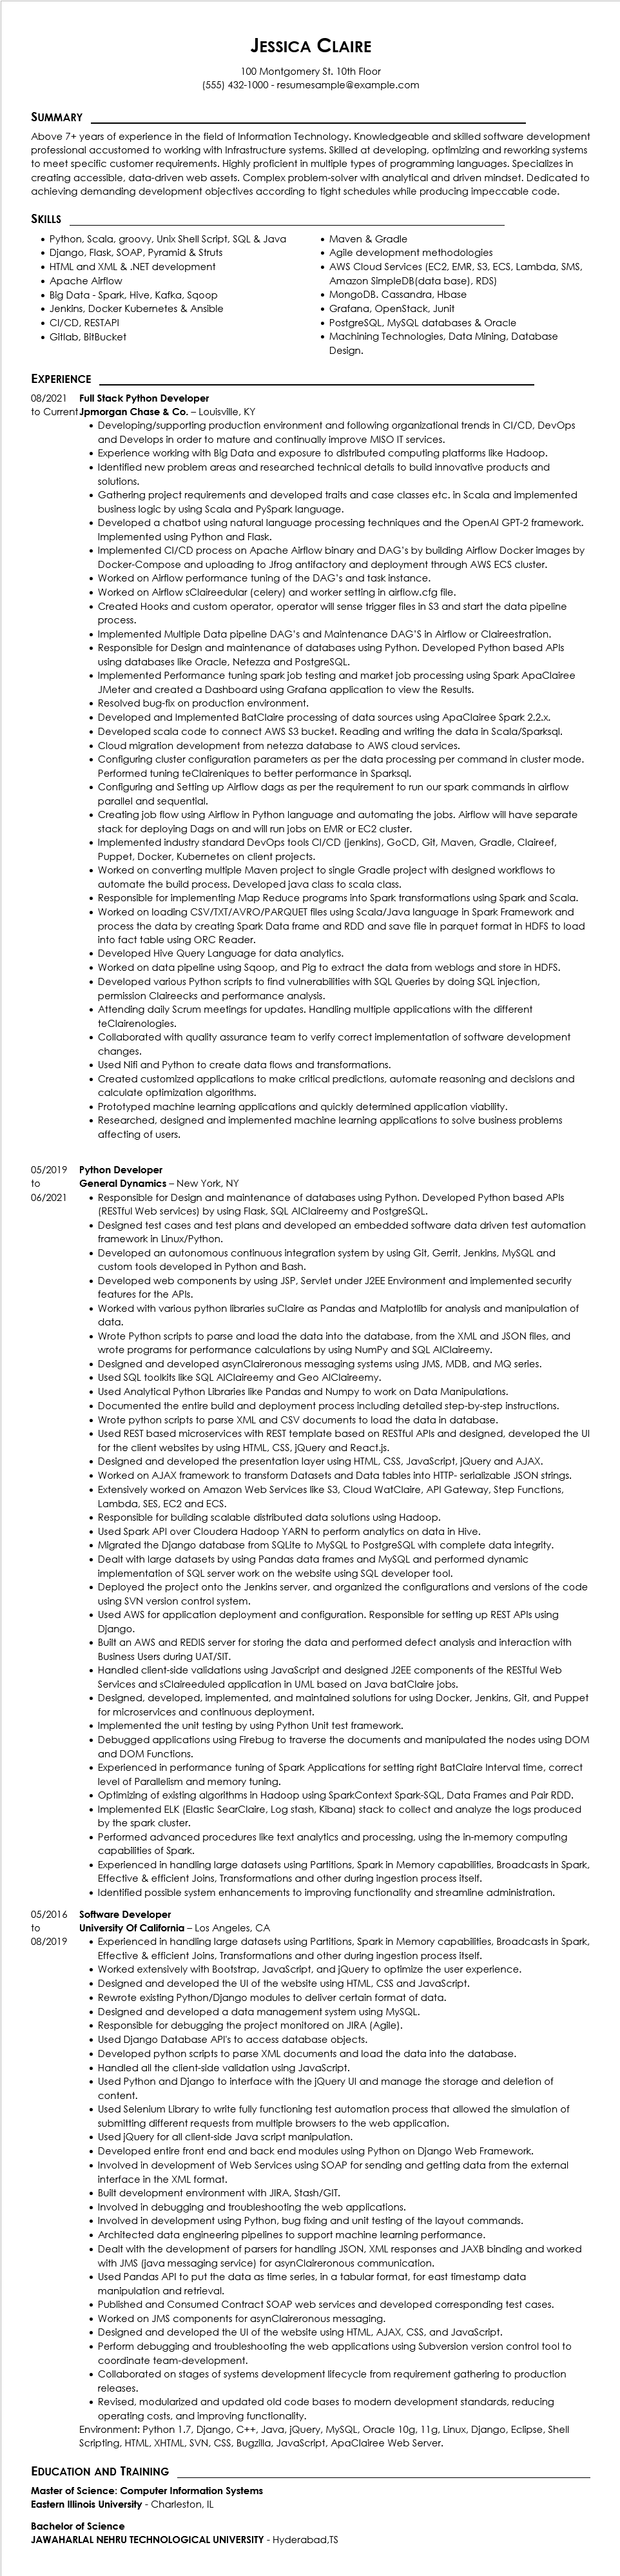 JESSICA CLAIRE
100 Montgomery St. 10th Floor
(555) 432-1000 - resumesample@example.com
SUMMARY
Above 7+ years of experience in the field of Information Technology. Knowledgeable and skilled software development
professional accustomed to working with Infrastructure systems. Skilled at developing, optimizing and reworking systems
to meet specific customer requirements. Highly proficient in multiple types of programming languages. Specializes in
creating accessible, data-driven web assets. Complex problem-solver with analytical and driven mindset. Dedicated to
achieving demanding development objectives according to tight schedules while producing impeccable code.
SKILLS
• Python, Scala, groovy, Unix Shell Script, SQL & Java
• Django, Flask, SOAP, Pyramid & Struts
• HTML and XML & .NET development
• Apache Airflow
• Big Data - Spark, Hive, Kafka, Sqoop
• Jenkins, Docker Kubernetes & Ansible
• CI/CD, RESTAPI
• Gitlab, BitBucket
• Maven & Gradle
• Agile development methodologies
• AWS Cloud Services (EC2, EMR, S3, ECS, Lambda, SMS,
Amazon SimpleDB(data base), RDS)
• MongoDB. Cassandra, Hbase
• Grafana, OpenStack, Junit
• PostgreSQL, MySQL databases & Oracle
• Machining Technologies, Data Mining, Database
Design.
EXPERIENCE
08/2021 Full Stack Python Developer
to Current Jpmorgan Chase & Co. – Louisville, KY
• Developing/supporting production environment and following organizational trends in CI/CD, DevOps
and Develops in order to mature and continually improve MISO IT services.
• Experience working with Big Data and exposure to distributed computing platforms like Hadoop.
• Identified new problem areas and researched technical details to build innovative products and
solutions.
• Gathering project requirements and developed traits and case classes etc. in Scala and implemented
business logic by using Scala and PySpark language.
• Developed a chatbot using natural language processing techniques and the OpenAI GPT-2 framework.
Implemented using Python and Flask.
• Implemented CI/CD process on Apache Airflow binary and DAG's by building Airflow Docker images by
Docker-Compose and uploading to Jfrog antifactory and deployment through AWS ECS cluster.
• Worked on Airflow performance tuning of the DAG's and task instance.
• Worked on Airflow sClaireedular (celery) and worker setting in airflow.cfg file.
• Created Hooks and custom operator, operator will sense trigger files in S3 and start the data pipeline
process.
• Implemented Multiple Data pipeline DAG's and Maintenance DAG'S in Airflow or Claireestration.
• Responsible for Design and maintenance of databases using Python. Developed Python based APIs
using databases like Oracle, Netezza and PostgreSQL.
• Implemented Performance tuning spark job testing and market job processing using Spark ApaClairee
JMeter and created a Dashboard using Grafana application to view the Results.
• Resolved bug-fix on production environment.
• Developed and Implemented BatClaire processing of data sources using ApaClairee Spark 2.2.x.
• Developed scala code to connect AWS S3 bucket. Reading and writing the data in Scala/Sparksql.
• Cloud migration development from netezza database to AWS cloud services.
• Configuring cluster configuration parameters as per the data processing per command in cluster mode.
Performed tuning teClaireniques to better performance in Sparksql.
• Configuring and Setting up Airflow dags as per the requirement to run our spark commands in airflow
parallel and sequential.
• Creating job flow using Airflow in Python language and automating the jobs. Airflow will have separate
stack for deploying Dags on and will run jobs on EMR or EC2 cluster.
• Implemented industry standard DevOps tools CI/CD (jenkins), GoCD, Git, Maven, Gradle, Claireef,
Puppet, Docker, Kubernetes on client projects.
• Worked on converting multiple Maven project to single Gradle project with designed workflows to
automate the build process. Developed java class to scala class.
• Responsible for implementing Map Reduce programs into Spark transformations using Spark and Scala.
• Worked on loading CSV/TXT/AVRO/PARQUET files using Scala/Java language in Spark Framework and
process the data by creating Spark Data frame and RDD and save file in parquet format in HDFS to load
into fact table using ORC Reader.
• Developed Hive Query Language for data analytics.
• Worked on data pipeline using Sqoop, and Pig to extract the data from weblogs and store in HDFS.
• Developed various Python scripts to find vulnerabilities with SQL Queries by doing SQL injection,
permission Claireecks and performance analysis.
• Attending daily Scrum meetings for updates. Handling multiple applications with the different
teClairenologies.
• Collaborated with quality assurance team to verify correct implementation of software development
changes.
• Used Nifi and Python to create data flows and transformations.
• Created customized applications to make critical predictions, automate reasoning and decisions and
calculate optimization algorithms.
• Prototyped machine learning applications and quickly determined application viability.
• Researched, designed and implemented machine learning applications to solve business problems
affecting of users.
05/2019 Python Developer
to General Dynamics – New York, NY
06/2021 • Responsible for Design and maintenance of databases using Python. Developed Python based APIs
(RESTful Web services) by using Flask, SQL AlClaireemy and PostgreSQL.
• Designed test cases and test plans and developed an embedded software data driven test automation
framework in Linux/Python.
• Developed an autonomous continuous integration system by using Git, Gerrit, Jenkins, MySQL and
custom tools developed in Python and Bash.
• Developed web components by using JSP, Servlet under J2EE Environment and implemented security
features for the APIs.
• Worked with various python libraries suClaire as Pandas and Matplotlib for analysis and manipulation of
data.
• Wrote Python scripts to parse and load the data into the database, from the XML and JSON files, and
wrote programs for performance calculations by using NumPy and SQL AlClaireemy.
• Designed and developed asynClaireronous messaging systems using JMS, MDB, and MQ series.
• Used SQL toolkits like SQL AlClaireemy and Geo AlClaireemy.
• Used Analytical Python Libraries like Pandas and Numpy to work on Data Manipulations.
• Documented the entire build and deployment process including detailed step-by-step instructions.
• Wrote python scripts to parse XML and CSV documents to load the data in database.
• Used REST based microservices with REST template based on RESTful APIs and designed, developed the UI
for the client websites by using HTML, CSS, jQuery and React.js.
• Designed and developed the presentation layer using HTML, CSS, JavaScript, jQuery and AJAX.
• Worked on AJAX framework to transform Datasets and Data tables into HTTP- serializable JSON strings.
• Extensively worked on Amazon Web Services like S3, Cloud WatClaire, API Gateway, Step Functions,
Lambda, SES, EC2 and ECS.
• Responsible for building scalable distributed data solutions using Hadoop.
• Used Spark API over Cloudera Hadoop YARN to perform analytics on data in Hive.
• Migrated the Django database from SQLite to MySQL to PostgreSQL with complete data integrity.
• Dealt with large datasets by using Pandas data frames and MySQL and performed dynamic
implementation of SQL server work on the website using SQL developer tool.
• Deployed the project onto the Jenkins server, and organized the configurations and versions of the code
using SVN version control system.
• Used AWS for application deployment and configuration. Responsible for setting up REST APIs using
Django.
• Built an AWS and REDIS server for storing the data and performed defect analysis and interaction with
Business Users during UAT/SIT.
• Handled client-side validations using JavaScript and designed J2EE components of the RESTful Web
Services and sClaireeduled application in UML based on Java batClaire jobs.
• Designed, developed, implemented, and maintained solutions for using Docker, Jenkins, Git, and Puppet
for microservices and continuous deployment.
• Implemented the unit testing by using Python Unit test framework.
• Debugged applications using Firebug to traverse the documents and manipulated the nodes using DOM
and DOM Functions.
• Experienced in performance tuning of Spark Applications for setting right BatClaire Interval time, correct
level of Parallelism and memory tuning.
• Optimizing of existing algorithms in Hadoop using SparkContext Spark-SQL, Data Frames and Pair RDD.
• Implemented ELK (Elastic SearClaire, Log stash, Kibana) stack to collect and analyze the logs produced
by the spark cluster.
• Performed advanced procedures like text analytics and processing, using the in-memory computing
capabilities of Spark.
• Experienced in handling large datasets using Partitions, Spark in Memory capabilities, Broadcasts in Spark,
Effective & efficient Joins, Transformations and other during ingestion process itself.
• Identified possible system enhancements to improving functionality and streamline administration.
05/2016 Software Developer
to University Of California – Los Angeles, CA
08/2019 • Experienced in handling large datasets using Partitions, Spark in Memory capabilities, Broadcasts in Spark,
Effective & efficient Joins, Transformations and other during ingestion process itself.
• Worked extensively with Bootstrap, JavaScript, and jQuery to optimize the user experience.
• Designed and developed the UI of the website using HTML, CSS and JavaScript.
• Rewrote existing Python/Django modules to deliver certain format of data.
• Designed and developed a data management system using MySQL.
• Responsible for debugging the project monitored on JIRA (Agile).
• Used Django Database API's to access database objects.
• Developed python scripts to parse XML documents and load the data into the database.
• Handled all the client-side validation using JavaScript.
• Used Python and Django to interface with the jQuery UI and manage the storage and deletion of
content.
• Used Selenium Library to write fully functioning test automation process that allowed the simulation of
submitting different requests from multiple browsers to the web application.
• Used jQuery for all client-side Java script manipulation.
• Developed entire front end and back end modules using Python on Django Web Framework.
• Involved in development of Web Services using SOAP for sending and getting data from the external
interface in the XML format.
• Built development environment with JIRA, Stash/GIT.
• Involved in debugging and troubleshooting the web applications.
• Involved in development using Python, bug fixing and unit testing of the layout commands.
• Architected data engineering pipelines to support machine learning performance.
• Dealt with the development of parsers for handling JSON, XML responses and JAXB binding and worked
with JMS (java messaging service) for asynClaireronous communication.
• Used Pandas API to put the data as time series, in a tabular format, for east timestamp data
manipulation and retrieval.
• Published and Consumed Contract SOAP web services and developed corresponding test cases.
• Worked on JMS components for asynClaireronous messaging.
• Designed and developed the UI of the website using HTML, AJAX, CSS, and JavaScript.
• Perform debugging and troubleshooting the web applications using Subversion version control tool to
coordinate team-development.
• Collaborated on stages of systems development lifecycle from requirement gathering to production
releases.
• Revised, modularized and updated old code bases to modern development standards, reducing
operating costs, and improving functionality.
Environment: Python 1.7, Django, C++, Java, jQuery, MySQL, Oracle 10g, 11g, Linux, Django, Eclipse, Shell
Scripting, HTML, XHTML, SVN, CSS, Bugzilla, JavaScript, ApaClairee Web Server.
EDUCATION AND TRAINING
Master of Science: Computer Information Systems
Eastern Illinois University - Charleston, IL
Bachelor of Science
JAWAHARLAL NEHRU TECHNOLOGICAL UNIVERSITY - Hyderabad,TS